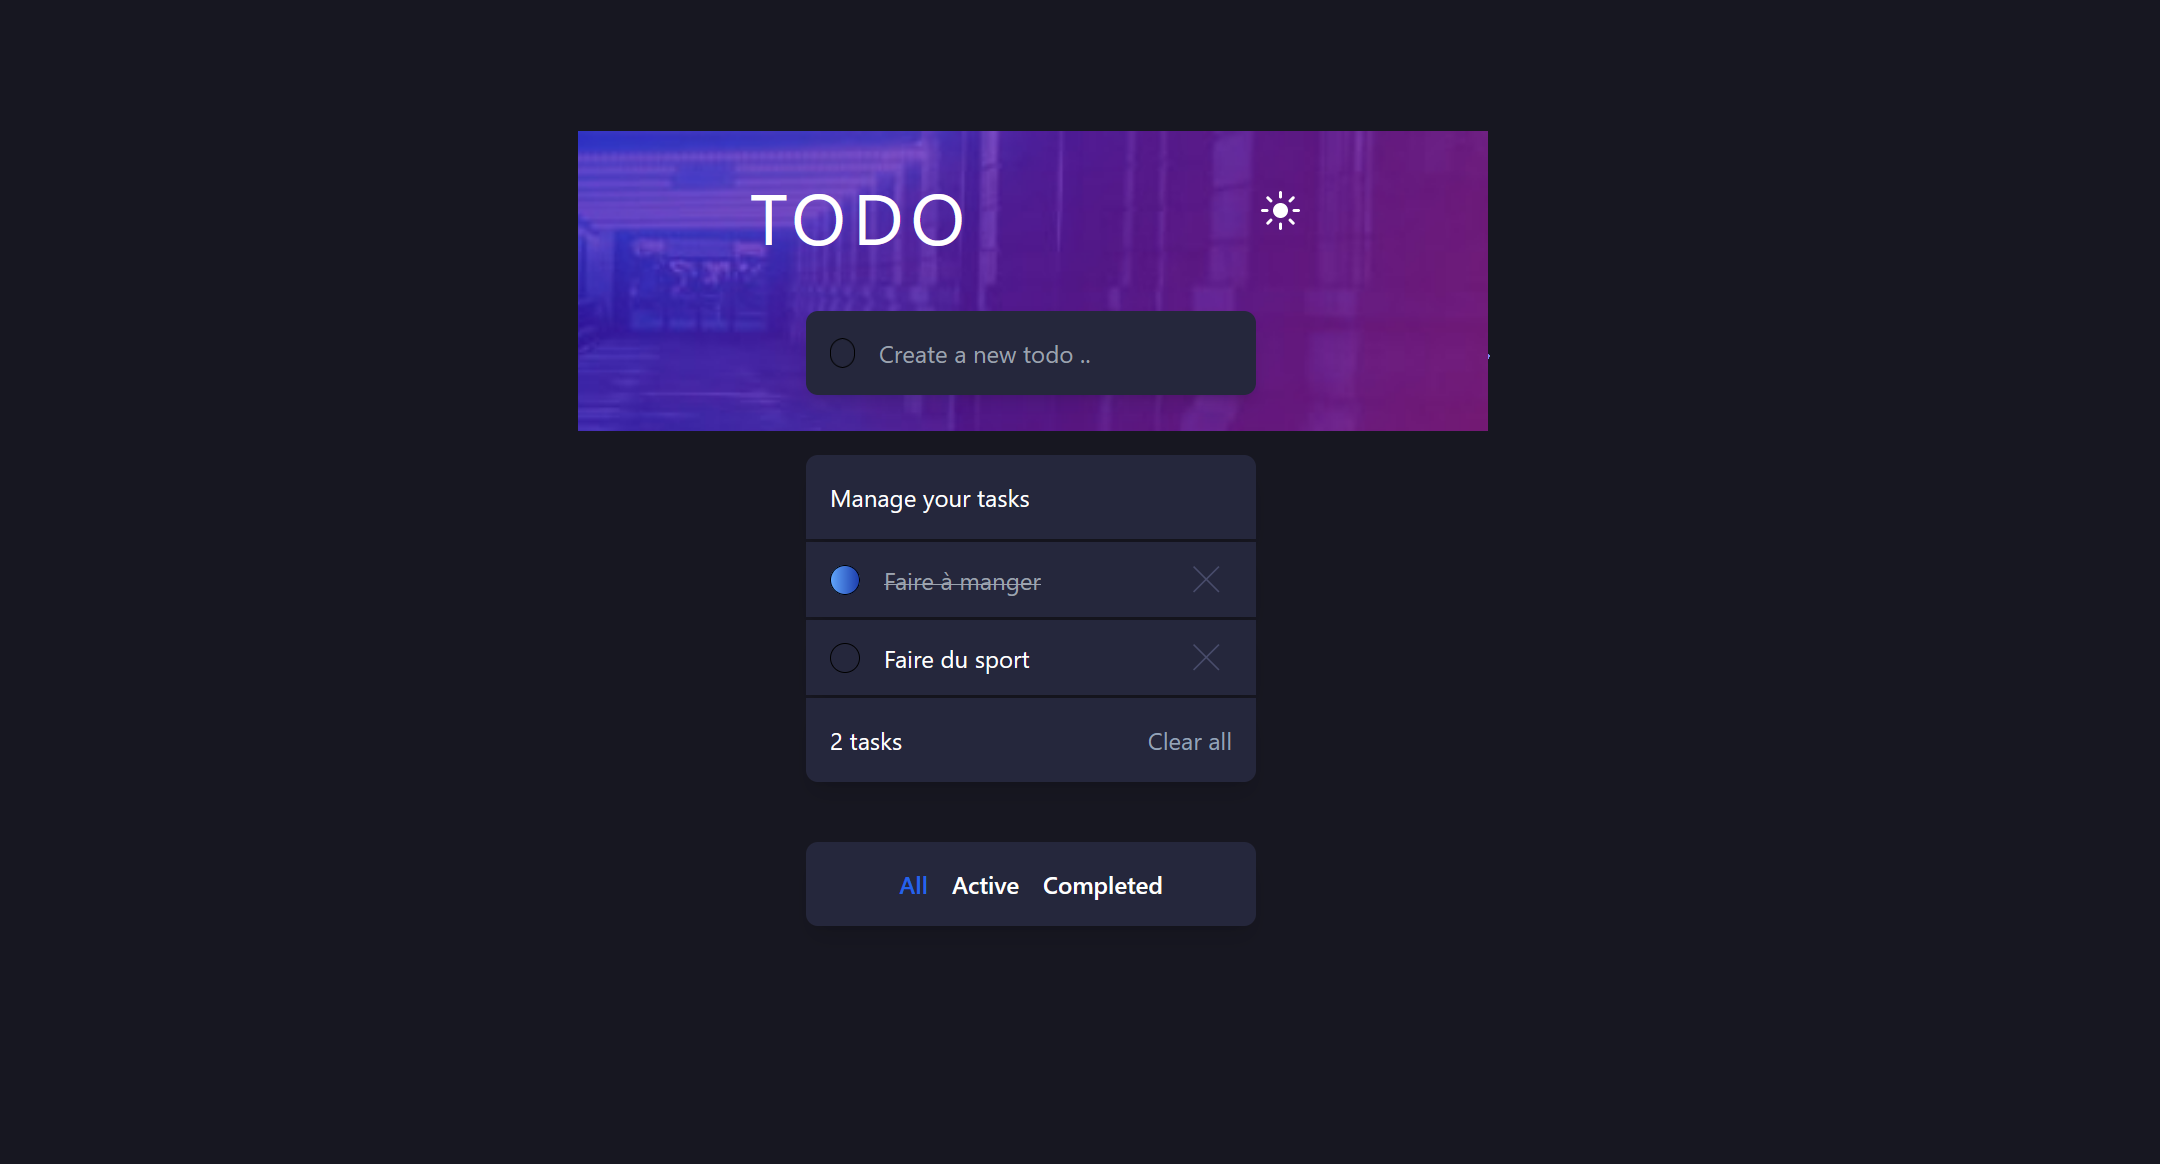 TODO
Create a new todo ..
Manage your tasks
Faire à manger
Faire du sport
2 tasks Clear all
All Active Completed